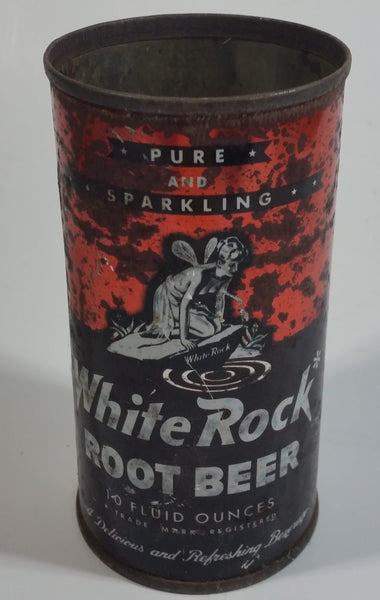 PURE
AND
SPARKLING
White Rock
White Rock*
ROOT BEER
10 FLUID OUNCES
TRADE MARK REGISTERED
a Delicious and Refreshing Beverage